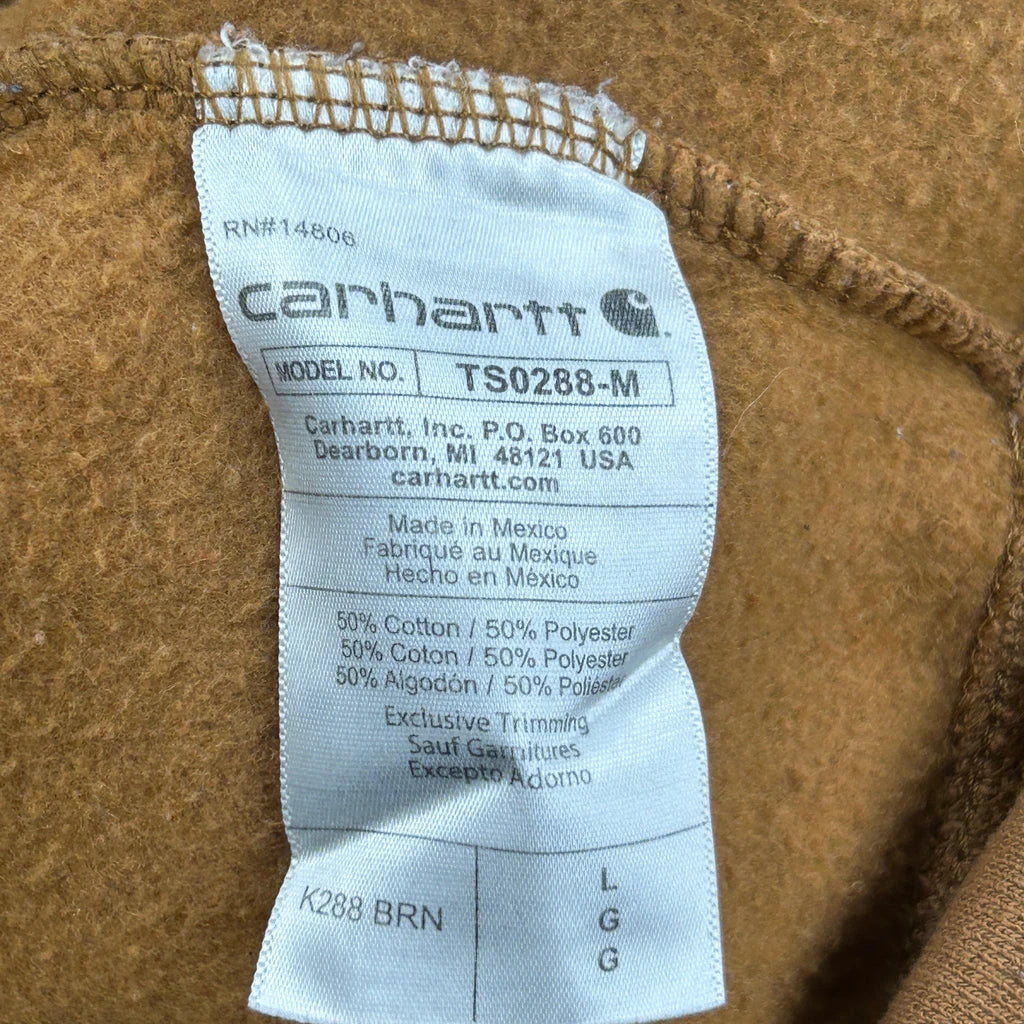 RN#14806
carhartt
MODEL NO. TS0288-M
Carhartt, Inc. P.O. Box 600
Dearborn, MI 48121 USA
carhartt.com
Made in Mexico
Fabriqué au Mexique
Hecho en México
50% Cotton / 50% Polyester
50% Coton / 50% Polyester
50% Algodón / 50% Poliéster
Exclusive Trimming
Sauf Garnitures
Excepto Adorno
K288 BRN
L
G
G